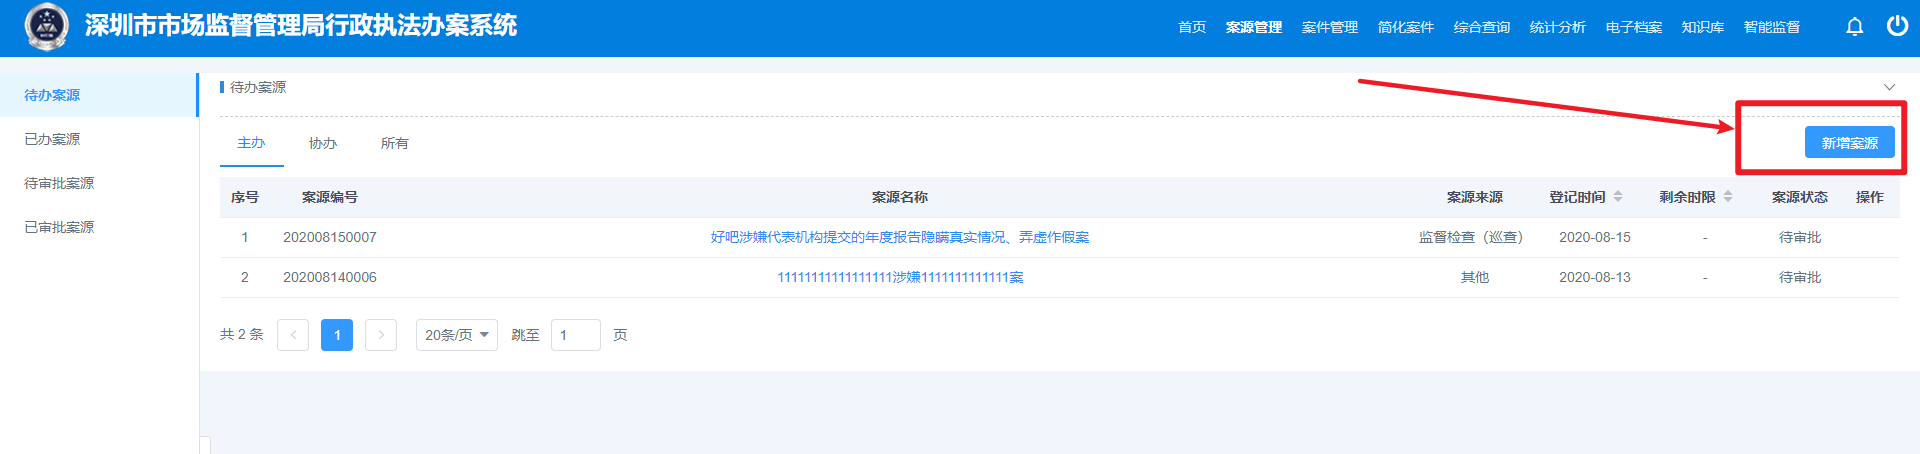 深圳市市场监督管理局行政执法办案系统
首页 案源管理 案件管理 简化案件 综合查询 统计分析 电子档案 知识库 智能监督
待办案源
已办案源
待审批案源
已审批案源
待办案源
主办 协办 所有
新增案源
序号 案源编号 案源名称 案源来源 登记时间 剩余时限 案源状态 操作
1 202008150007 好吧涉嫌代表机构提交的年度报告隐瞒真实情况、弄虚作假案 监督检查（巡查） 2020-08-15 - 待审批
2 202008140006 11111111111111111涉嫌1111111111111案 其他 2020-08-13 - 待审批
共 2 条 < 1 > 20条/页 跳至 1 页